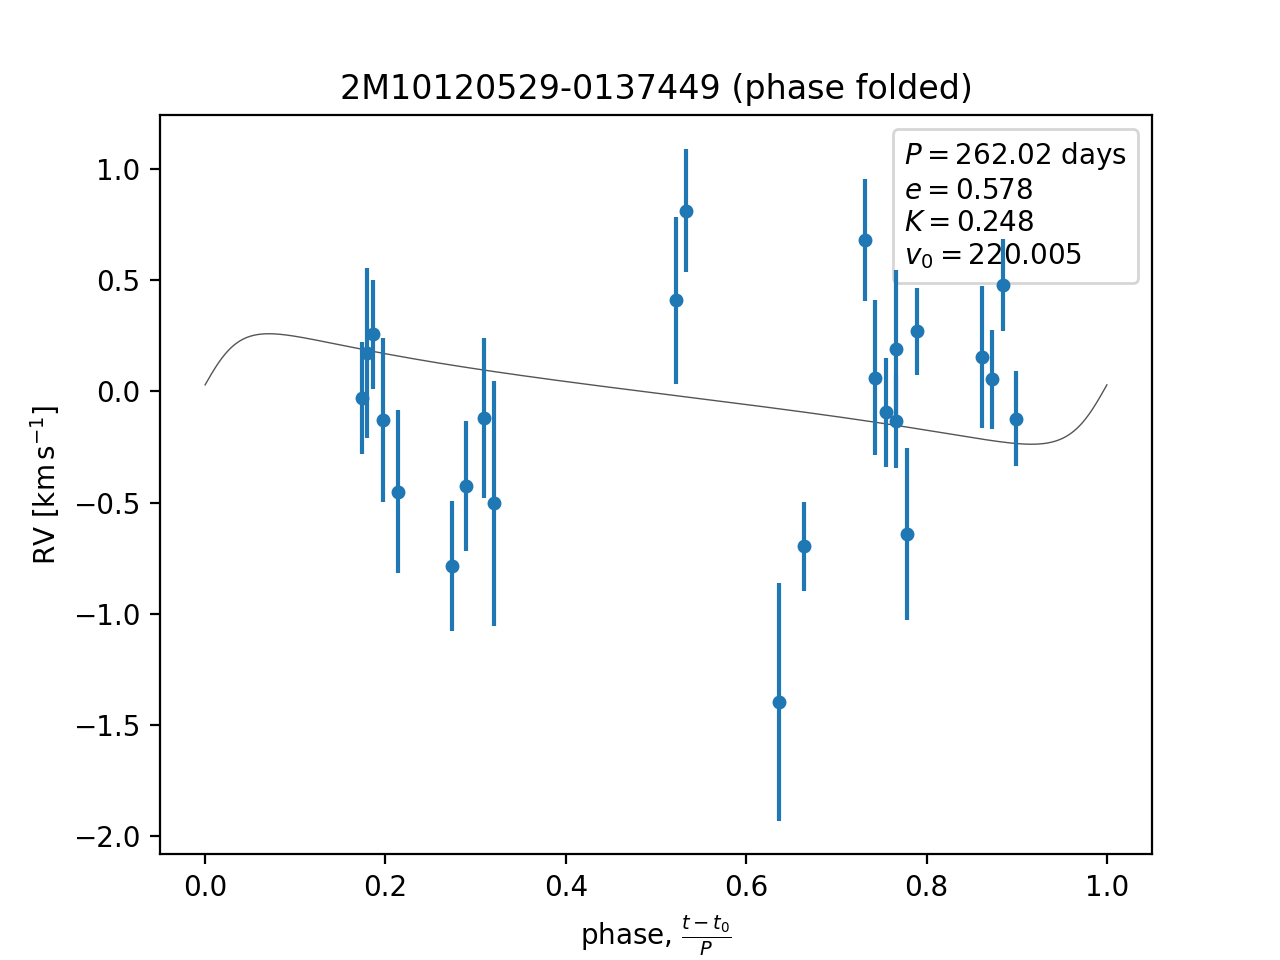 2M10120529-0137449 (phase folded)
P = 262.02 days
e = 0.578
K = 0.248
v₀ = 220.005
RV [km s⁻¹]
1.0
0.5
0.0
−0.5
−1.0
−1.5
−2.0
0.0 0.2 0.4 0.6 0.8 1.0
phase, (t − t₀)/P